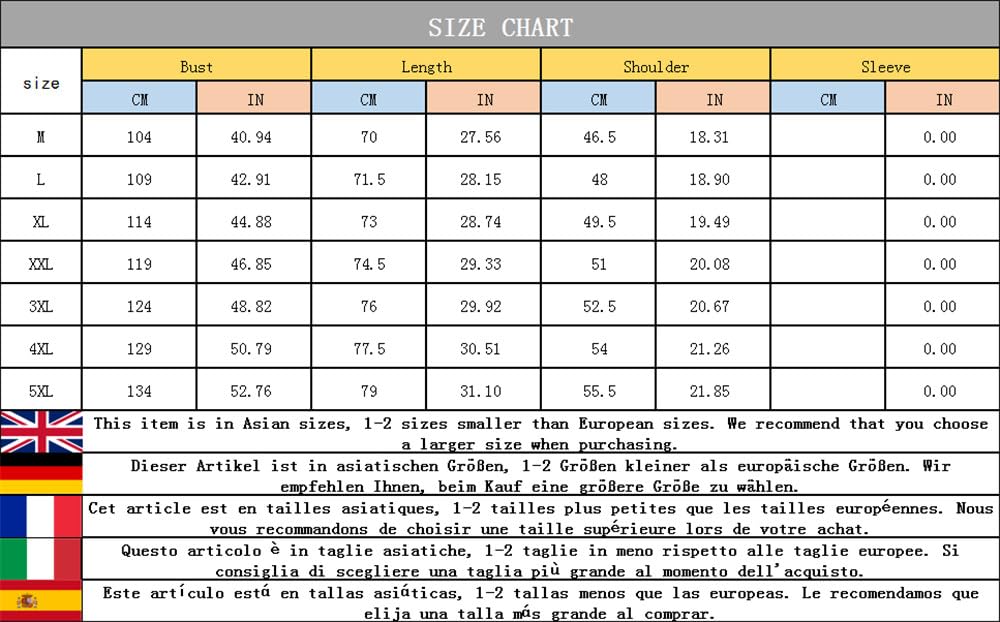 SIZE CHART
size Bust Length Shoulder Sleeve
CM IN CM IN CM IN CM IN
M 104 40.94 70 27.56 46.5 18.31 0.00
L 109 42.91 71.5 28.15 48 18.90 0.00
XL 114 44.88 73 28.74 49.5 19.49 0.00
XXL 119 46.85 74.5 29.33 51 20.08 0.00
3XL 124 48.82 76 29.92 52.5 20.67 0.00
4XL 129 50.79 77.5 30.51 54 21.26 0.00
5XL 134 52.76 79 31.10 55.5 21.85 0.00
This item is in Asian sizes, 1-2 sizes smaller than European sizes. We recommend that you choose
a larger size when purchasing.
Dieser Artikel ist in asiatischen Größen, 1-2 Größen kleiner als europäische Größen. Wir
empfehlen Ihnen, beim Kauf eine größere Größe zu wählen.
Cet article est en tailles asiatiques, 1-2 tailles plus petites que les tailles européennes. Nous
vous recommandons de choisir une taille supérieure lors de votre achat.
Questo articolo è in taglie asiatiche, 1-2 taglie in meno rispetto alle taglie europee. Si
consiglia di scegliere una taglia più grande al momento dell'acquisto.
Este artículo está en tallas asiáticas, 1-2 tallas menos que las europeas. Le recomendamos que
elija una talla más grande al comprar.